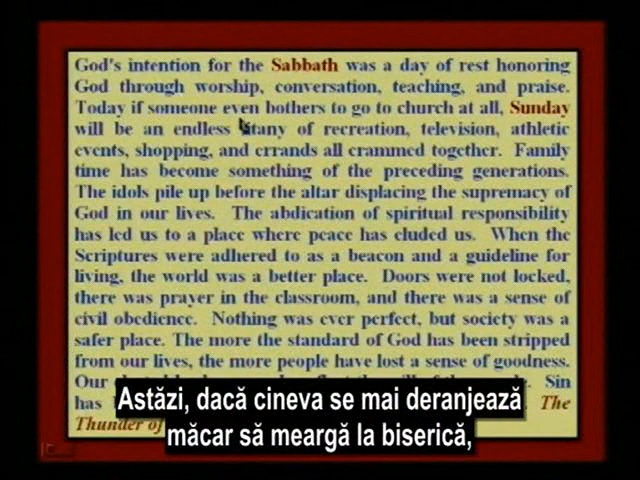 God's intention for the Sabbath was a day of rest honoring
God through worship, conversation, teaching, and praise.
Today if someone even bothers to go to church at all, Sunday
will be an endless litany of recreation, television, athletic
events, shopping, and errands all crammed together. Family
time has become something of the preceding generations.
The idols pile up before the altar displacing the supremacy of
God in our lives. The abdication of spiritual responsibility
has led us to a place where peace has eluded us. When the
Scriptures were adhered to as a beacon and a guideline for
living, the world was a better place. Doors were not locked,
there was prayer in the classroom, and there was a sense of
civil obedience. Nothing was ever perfect, but society was a
safer place. The more the standard of God has been stripped
from our lives, the more people have lost a sense of goodness.
Our Sin
has The
Thunder of
Astăzi, dacă cineva se mai deranjează
măcar să meargă la biserică,